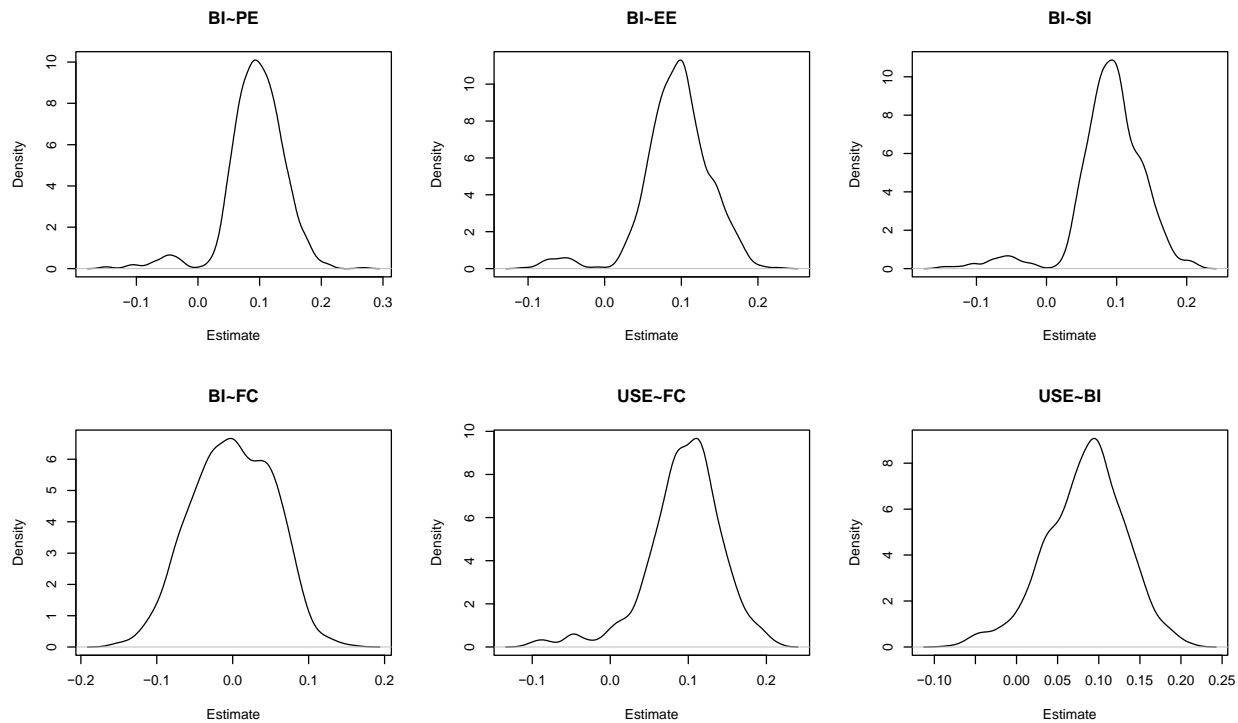 BI~PE
BI~EE
BI~SI
Density
0 2 4 6 8 10
−0.1 0.0 0.1 0.2 0.3
Estimate
Density
0 2 4 6 8 10
−0.1 0.0 0.1 0.2
Estimate
Density
0 2 4 6 8 10
−0.1 0.0 0.1 0.2
Estimate
BI~FC
USE~FC
USE~BI
Density
0 1 2 3 4 5 6
−0.2 −0.1 0.0 0.1 0.2
Estimate
Density
0 2 4 6 8 10
−0.1 0.0 0.1 0.2
Estimate
Density
0 2 4 6 8
−0.10 0.00 0.05 0.10 0.15 0.20 0.25
Estimate